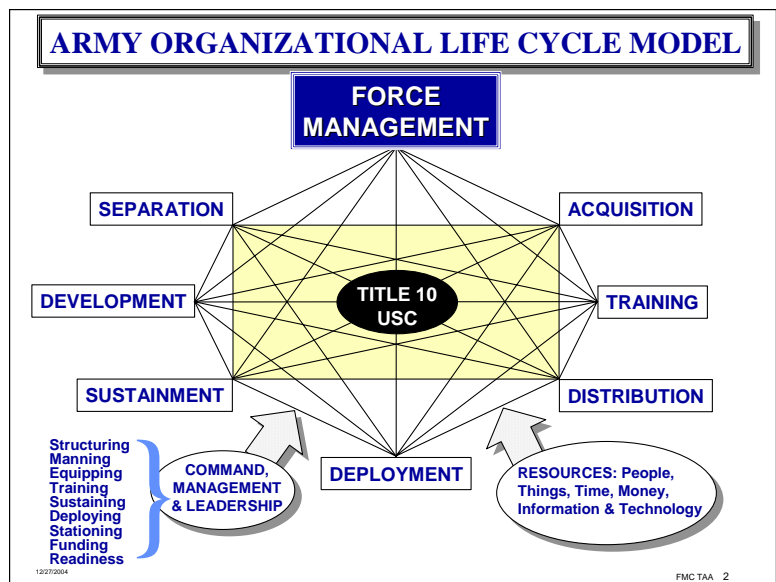 ARMY ORGANIZATIONAL LIFE CYCLE MODEL
FORCE
MANAGEMENT
SEPARATION
ACQUISITION
DEVELOPMENT
TITLE 10
USC
TRAINING
SUSTAINMENT
DISTRIBUTION
Structuring
Manning
Equipping
Training
Sustaining
Deploying
Stationing
Funding
Readiness
COMMAND,
MANAGEMENT
& LEADERSHIP
DEPLOYMENT
RESOURCES: People,
Things, Time, Money,
Information & Technology
12/27/2004
FMC TAA 2